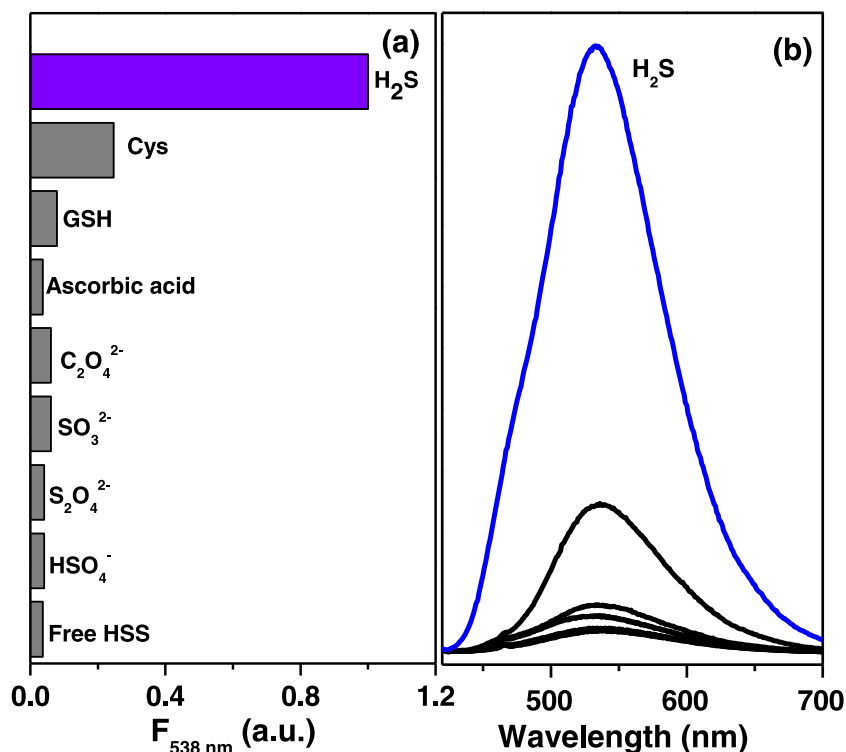 (a)
H₂S
Cys
GSH
Ascorbic acid
C₂O₄²⁻
SO₃²⁻
S₂O₄²⁻
HSO₄⁻
Free HSS
0.0 0.4 0.8 1.2
F₅₃₈ ₙₘ (a.u.)
(b)
H₂S
500 600 700
Wavelength (nm)